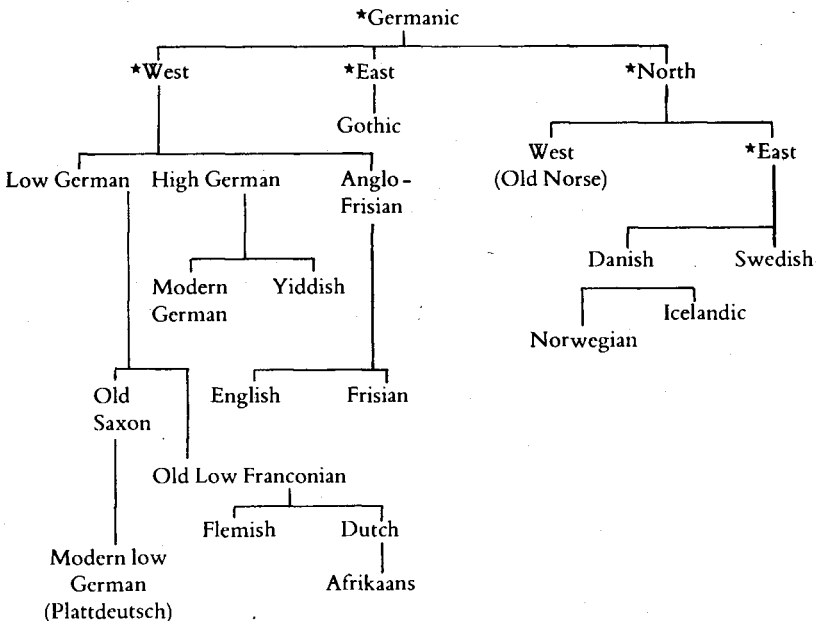 ★Germanic
★West
★East
★North
Gothic
West
(Old Norse)
★East
Low German
High German
Anglo-
Frisian
Danish
Swedish
Modern
German
Yiddish
Norwegian
Icelandic
Old
Saxon
English
Frisian
Old Low Franconian
Flemish
Dutch
Modern low
German
(Plattdeutsch)
Afrikaans